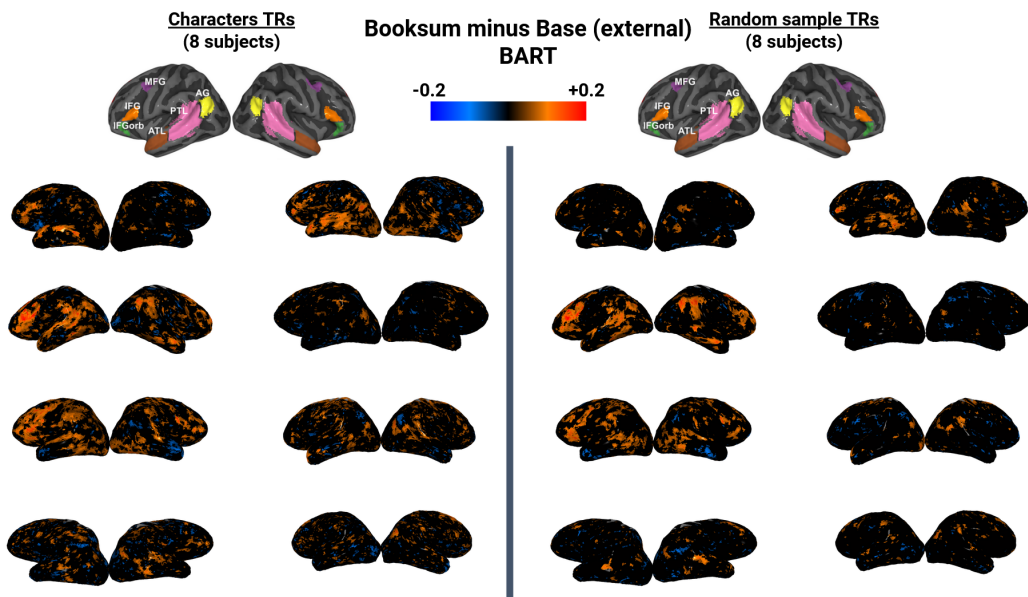 Characters TRs
(8 subjects)
Booksum minus Base (external)
BART
Random sample TRs
(8 subjects)
-0.2
+0.2
MFG
AG
IFG
PTL
IFGorb
ATL
MFG
AG
IFG
PTL
IFGorb
ATL